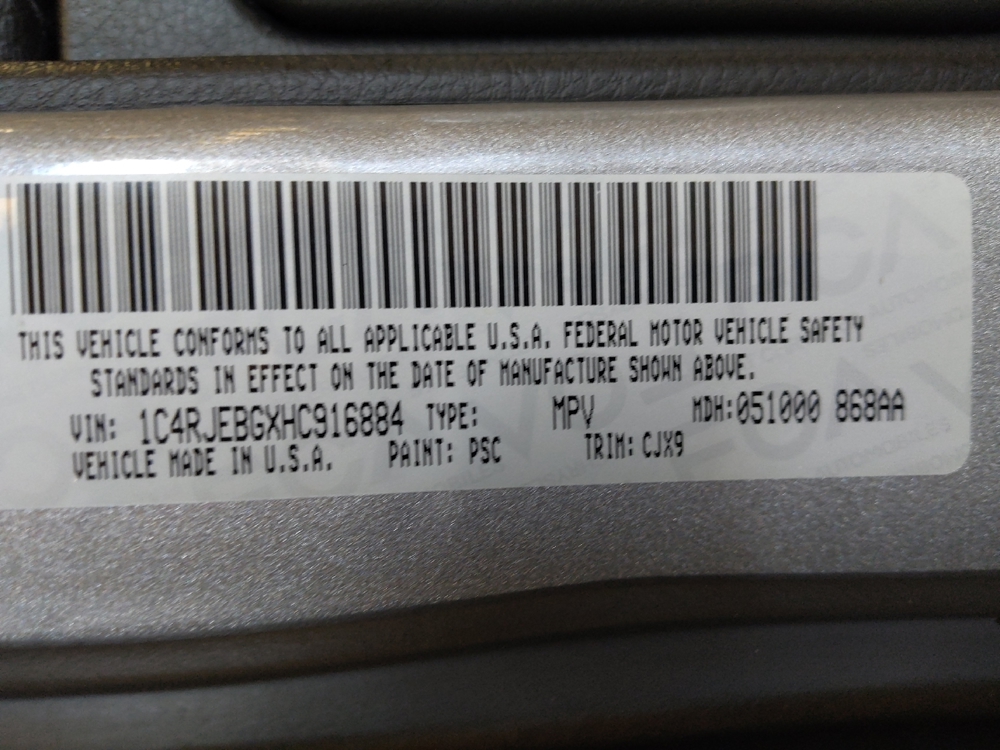 THIS VEHICLE CONFORMS TO ALL APPLICABLE U.S.A. FEDERAL MOTOR VEHICLE SAFETY
STANDARDS IN EFFECT ON THE DATE OF MANUFACTURE SHOWN ABOVE.
VIN: 1C4RJEBGXHC916884 TYPE: MPV MDH:051000 868AA
VEHICLE MADE IN U.S.A. PAINT: PSC TRIM: CJX9